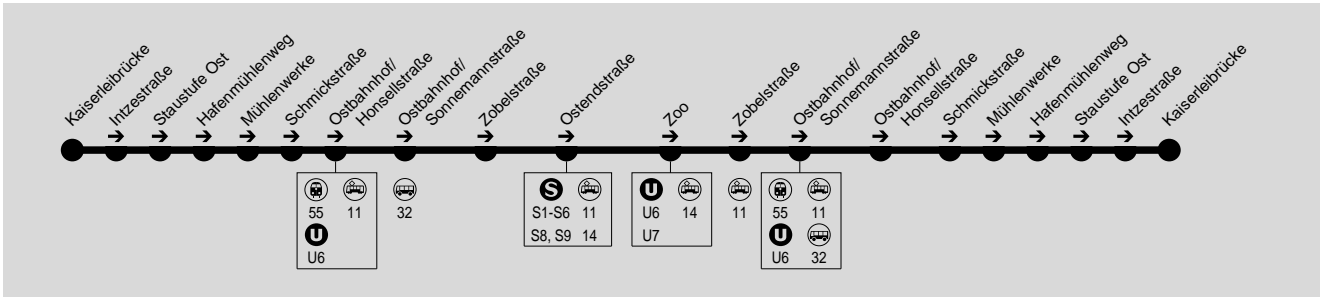 Kaiserleibrücke
Intzestraße
Staustufe Ost
Hafenmühlenweg
Mühlenwerke
Schmickstraße
Ostbahnhof/
Honsellstraße
Ostbahnhof/
Sonnemannstraße
Zobelstraße
Ostendstraße
Zoo
Zobelstraße
Ostbahnhof/
Sonnemannstraße
Ostbahnhof/
Honsellstraße
Schmickstraße
Mühlenwerke
Hafenmühlenweg
Staustufe Ost
Intzestraße
Kaiserleibrücke
55 11
U
U6
32
S
S1-S6 11
S8, S9 14
U
U6 14
U7
11
55 11
U
U6 32